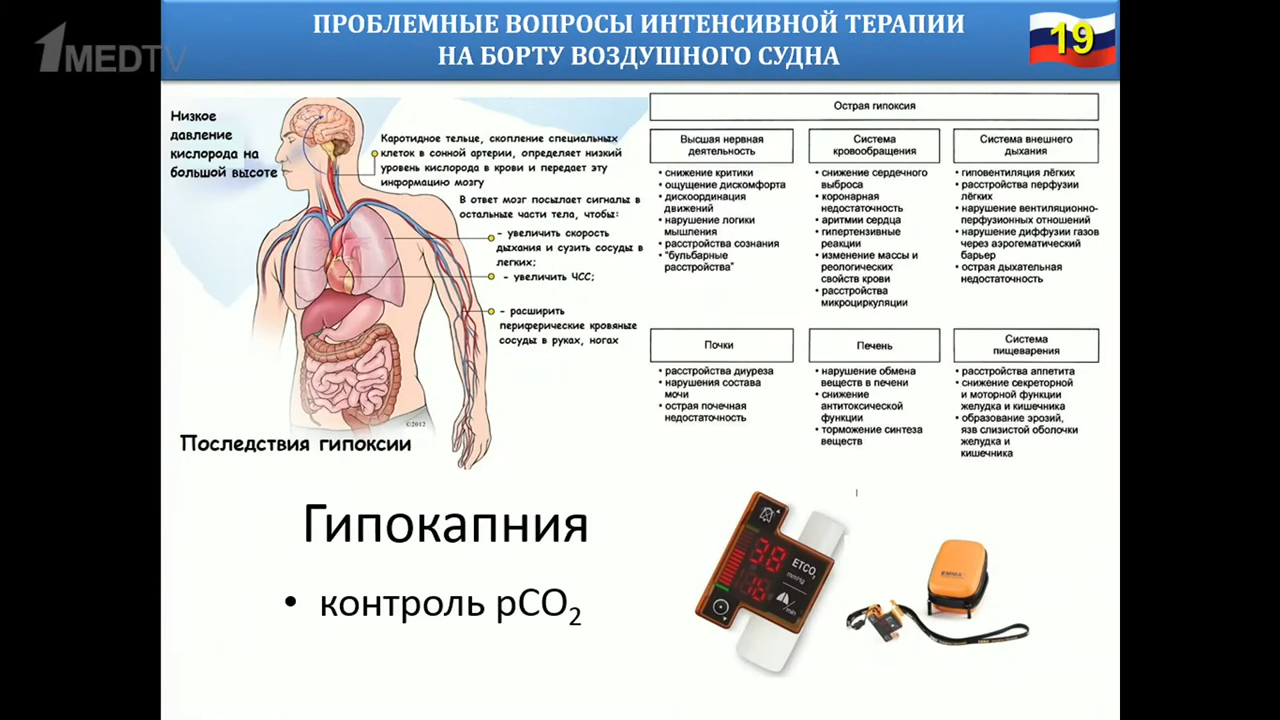 1MEDTV
ПРОБЛЕМНЫЕ ВОПРОСЫ ИНТЕНСИВНОЙ ТЕРАПИИ
НА БОРТУ ВОЗДУШНОГО СУДНА
19
Низкое
давление
кислорода на
большой высоте
Каротидное тельце, скопление специальных
клеток в сонной артерии, определяет низкий
уровень кислорода в крови и передает эту
информацию мозгу
В ответ мозг посылает сигналы в
остальные части тела, чтобы:
- увеличить скорость
дыхания и сузить сосуды в
легких;
- увеличить ЧСС;
- расширить
периферические кровяные
сосуды в руках, ногах
©2012
Последствия гипоксии
Острая гипоксия
Высшая нервная
деятельность
• снижение критики
• ощущение дискомфорта
• дискоординация
движений
• нарушение логики
мышления
• расстройства сознания
• "бульбарные
расстройства"
Система
кровообращения
• снижение сердечного
выброса
• коронарная
недостаточность
• аритмии сердца
• гипертензивные
реакции
• изменение массы и
реологических
свойств крови
• расстройства
микроциркуляции
Система внешнего
дыхания
• гиповентиляция лёгких
• расстройства перфузии
лёгких
• нарушение вентиляционно-
перфузионных отношений
• нарушение диффузии газов
через аэрогематический
барьер
• острая дыхательная
недостаточность
Почки
• расстройства диуреза
• нарушения состава
мочи
• острая почечная
недостаточность
Печень
• нарушение обмена
веществ в печени
• снижение
антитоксической
функции
• торможение синтеза
веществ
Система
пищеварения
• расстройства аппетита
• снижение секреторной
и моторной функции
желудка и кишечника
• образование эрозий,
язв слизистой оболочки
желудка и
кишечника
Гипокапния
• контроль pCO₂
38
ETCO₂
mmHg
15
/min
EMMA